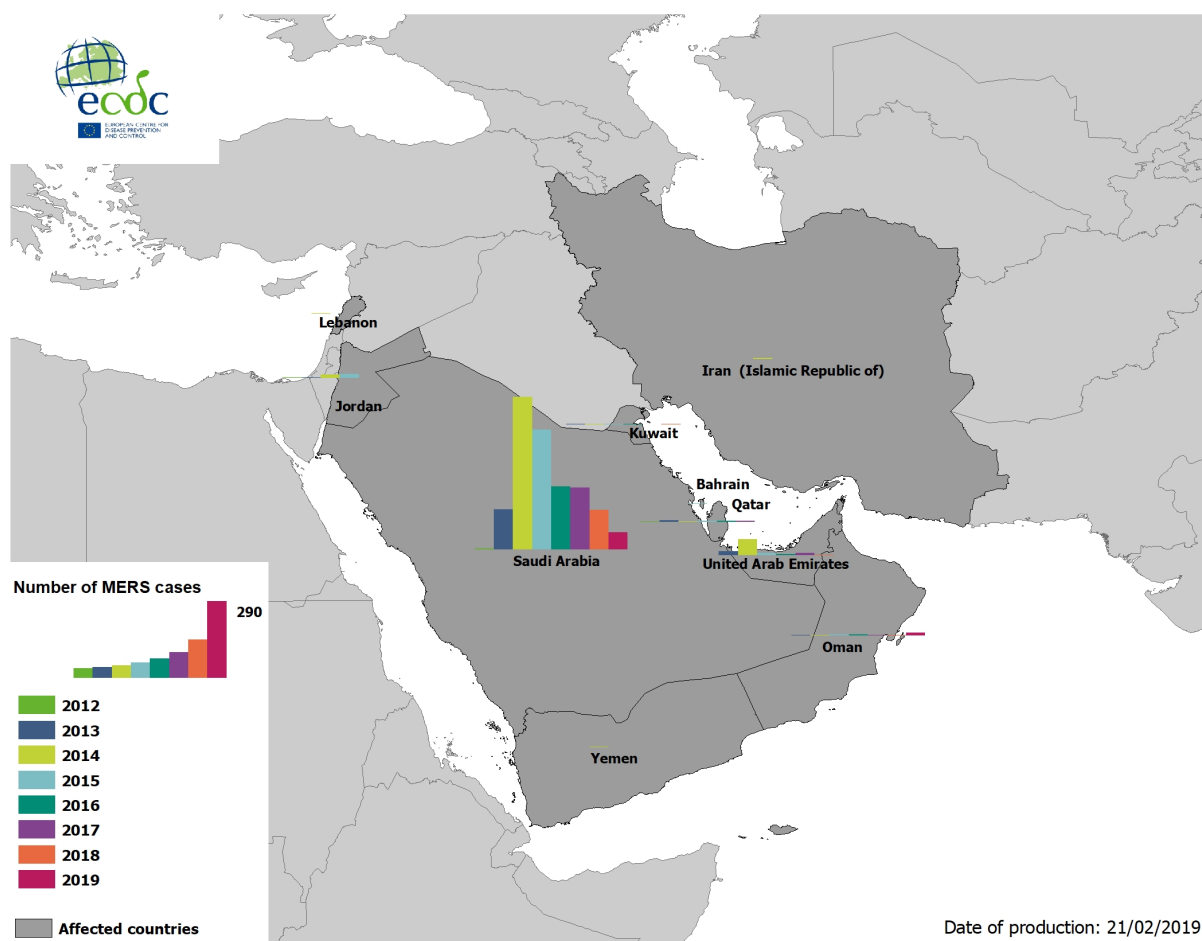 ecdc
EUROPEAN CENTRE FOR
DISEASE PREVENTION
AND CONTROL
Lebanon
Iran  (Islamic Republic of)
Jordan
Kuwait
Bahrain
Qatar
Saudi Arabia
United Arab Emirates
Oman
Yemen
Number of MERS cases
290
2012
2013
2014
2015
2016
2017
2018
2019
Affected countries
Date of production: 21/02/2019